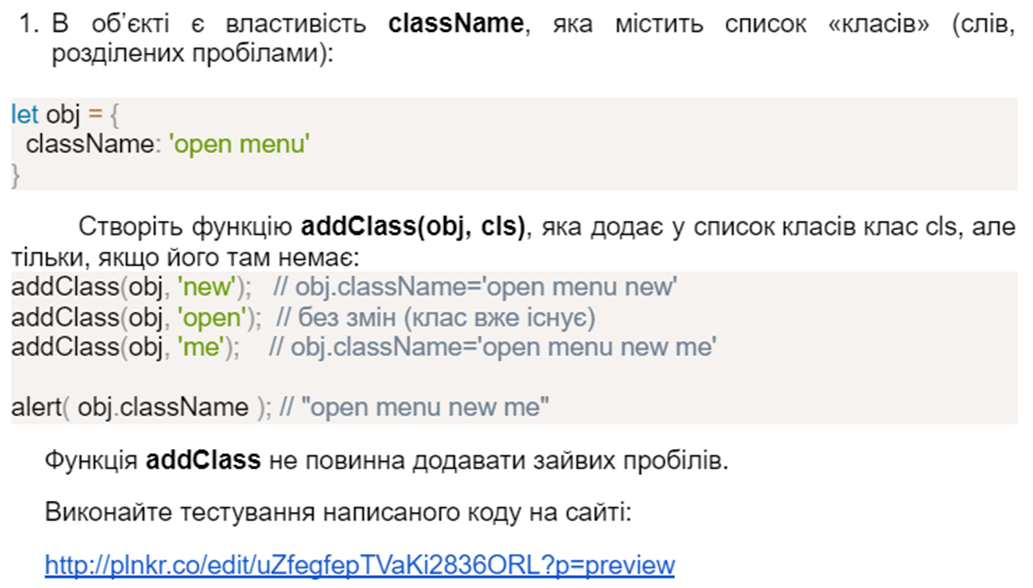 1. В об’єкті є властивість className, яка містить список «класів» (слів,
розділених пробілами):
let obj = {
className: 'open menu'
}
Створіть функцію addClass(obj, cls), яка додає у список класів клас cls, але
тільки, якщо його там немає:
addClass(obj, 'new'); // obj.className='open menu new'
addClass(obj, 'open'); // без змін (клас вже існує)
addClass(obj, 'me'); // obj.className='open menu new me'
alert( obj.className ); // "open menu new me"
Функція addClass не повинна додавати зайвих пробілів.
Виконайте тестування написаного коду на сайті:
http://plnkr.co/edit/uZfegfepTVaKi2836ORL?p=preview